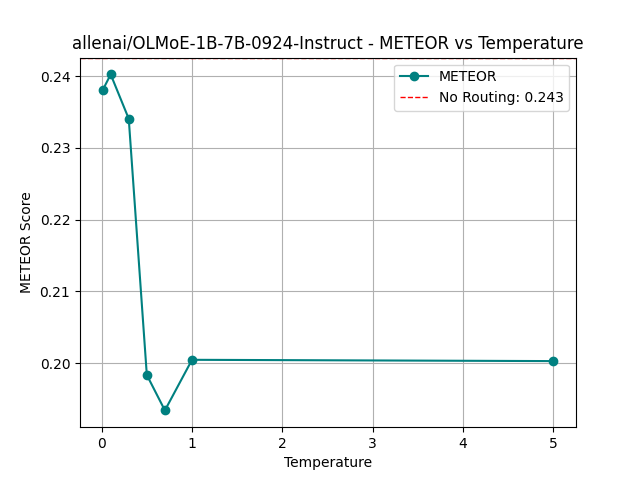 allenai/OLMoE-1B-7B-0924-Instruct - METEOR vs Temperature
METEOR
No Routing: 0.243
METEOR Score
0.24
0.23
0.22
0.21
0.20
0 1 2 3 4 5
Temperature